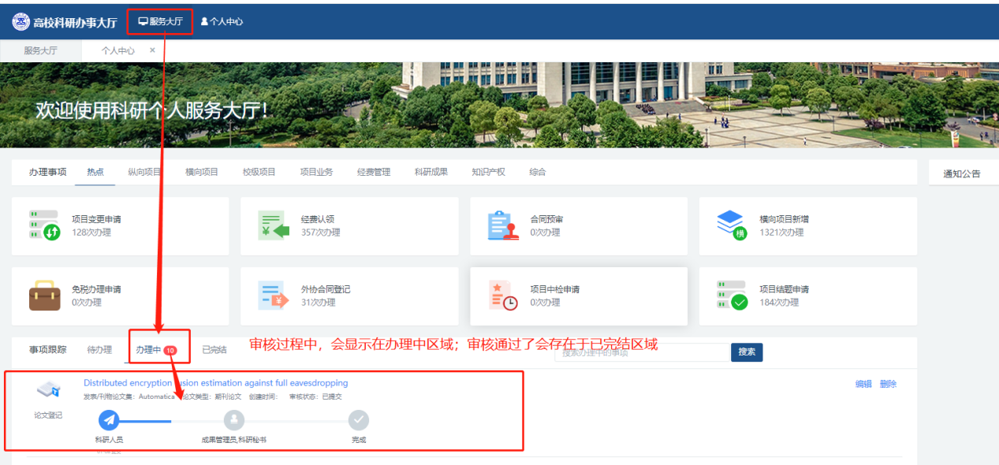 高校科研办事大厅 服务大厅 个人中心
服务大厅 个人中心 ×
欢迎使用科研个人服务大厅！
办理事项 热点 纵向项目 横向项目 校级项目 项目业务 经费管理 科研成果 知识产权 综合 通知公告
项目变更申请
128次办理
经费认领
357次办理
合同预审
0次办理
横
横向项目新增
1321次办理
免税办理申请
0次办理
外协合同登记
31次办理
项目中检申请
0次办理
项目结题申请
184次办理
事项跟踪 待办理 办理中 10 已完结
审核过程中，会显示在办理中区域；审核通过了会存在于已完结区域
搜索办理中的事项 搜索
Distributed encryption fusion estimation against full eavesdropping 编辑 删除
发表/刊物论文集： Automatica 论文类型： 期刊论文 创建时间： 审核状态： 已提交
论文登记
科研人员 成果管理员,科研秘书 完成